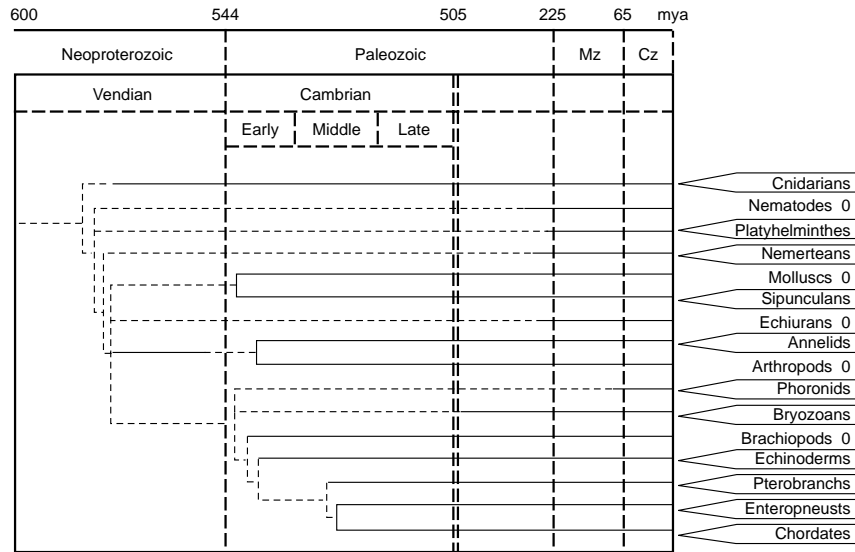 600 544 505 225 65 mya
Neoproterozoic Paleozoic Mz Cz
Vendian Cambrian
Early Middle Late
Cnidarians
Nematodes 0
Platyhelminthes
Nemerteans
Molluscs 0
Sipunculans
Echiurans 0
Annelids
Arthropods 0
Phoronids
Bryozoans
Brachiopods 0
Echinoderms
Pterobranchs
Enteropneusts
Chordates